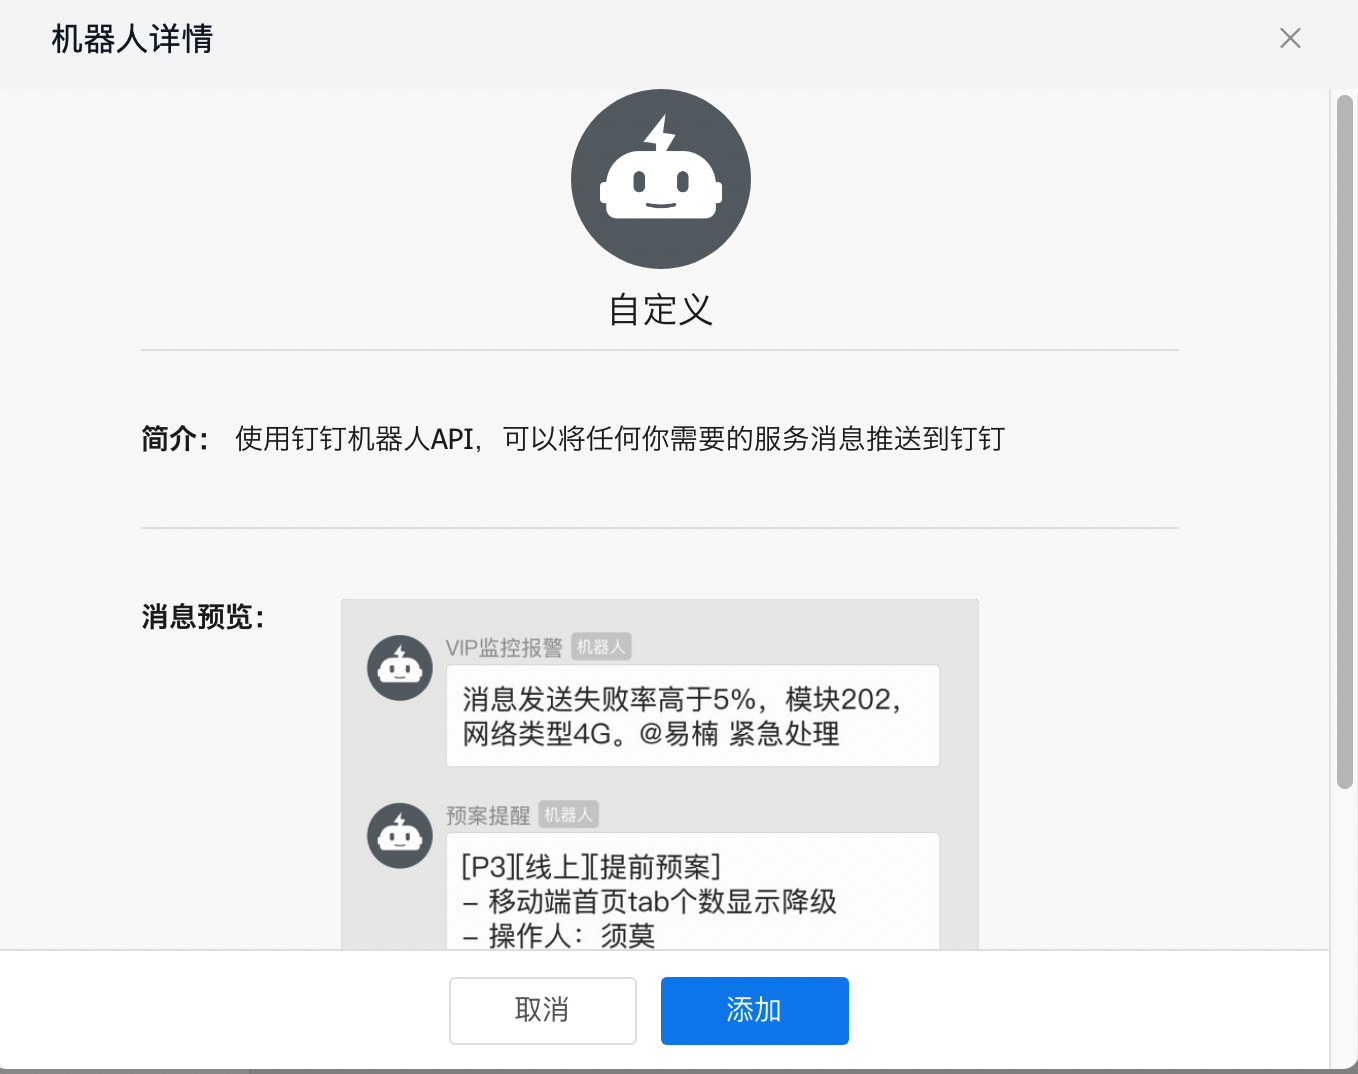 机器人详情
自定义
简介： 使用钉钉机器人API，可以将任何你需要的服务消息推送到钉钉
消息预览：
VIP监控报警 机器人
消息发送失败率高于5%，模块202，
网络类型4G。@易楠 紧急处理
预案提醒 机器人
[P3][线上][提前预案]
– 移动端首页tab个数显示降级
– 操作人：须莫
取消
添加